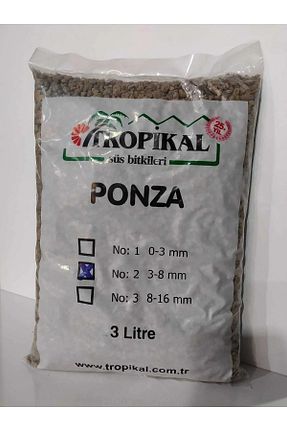 TROPİKAL
süs bitkileri
PONZA
No: 1 0-3 mm
No: 2 3-8 mm
No: 3 8-16 mm
3 Litre
www.tropikal.com.tr